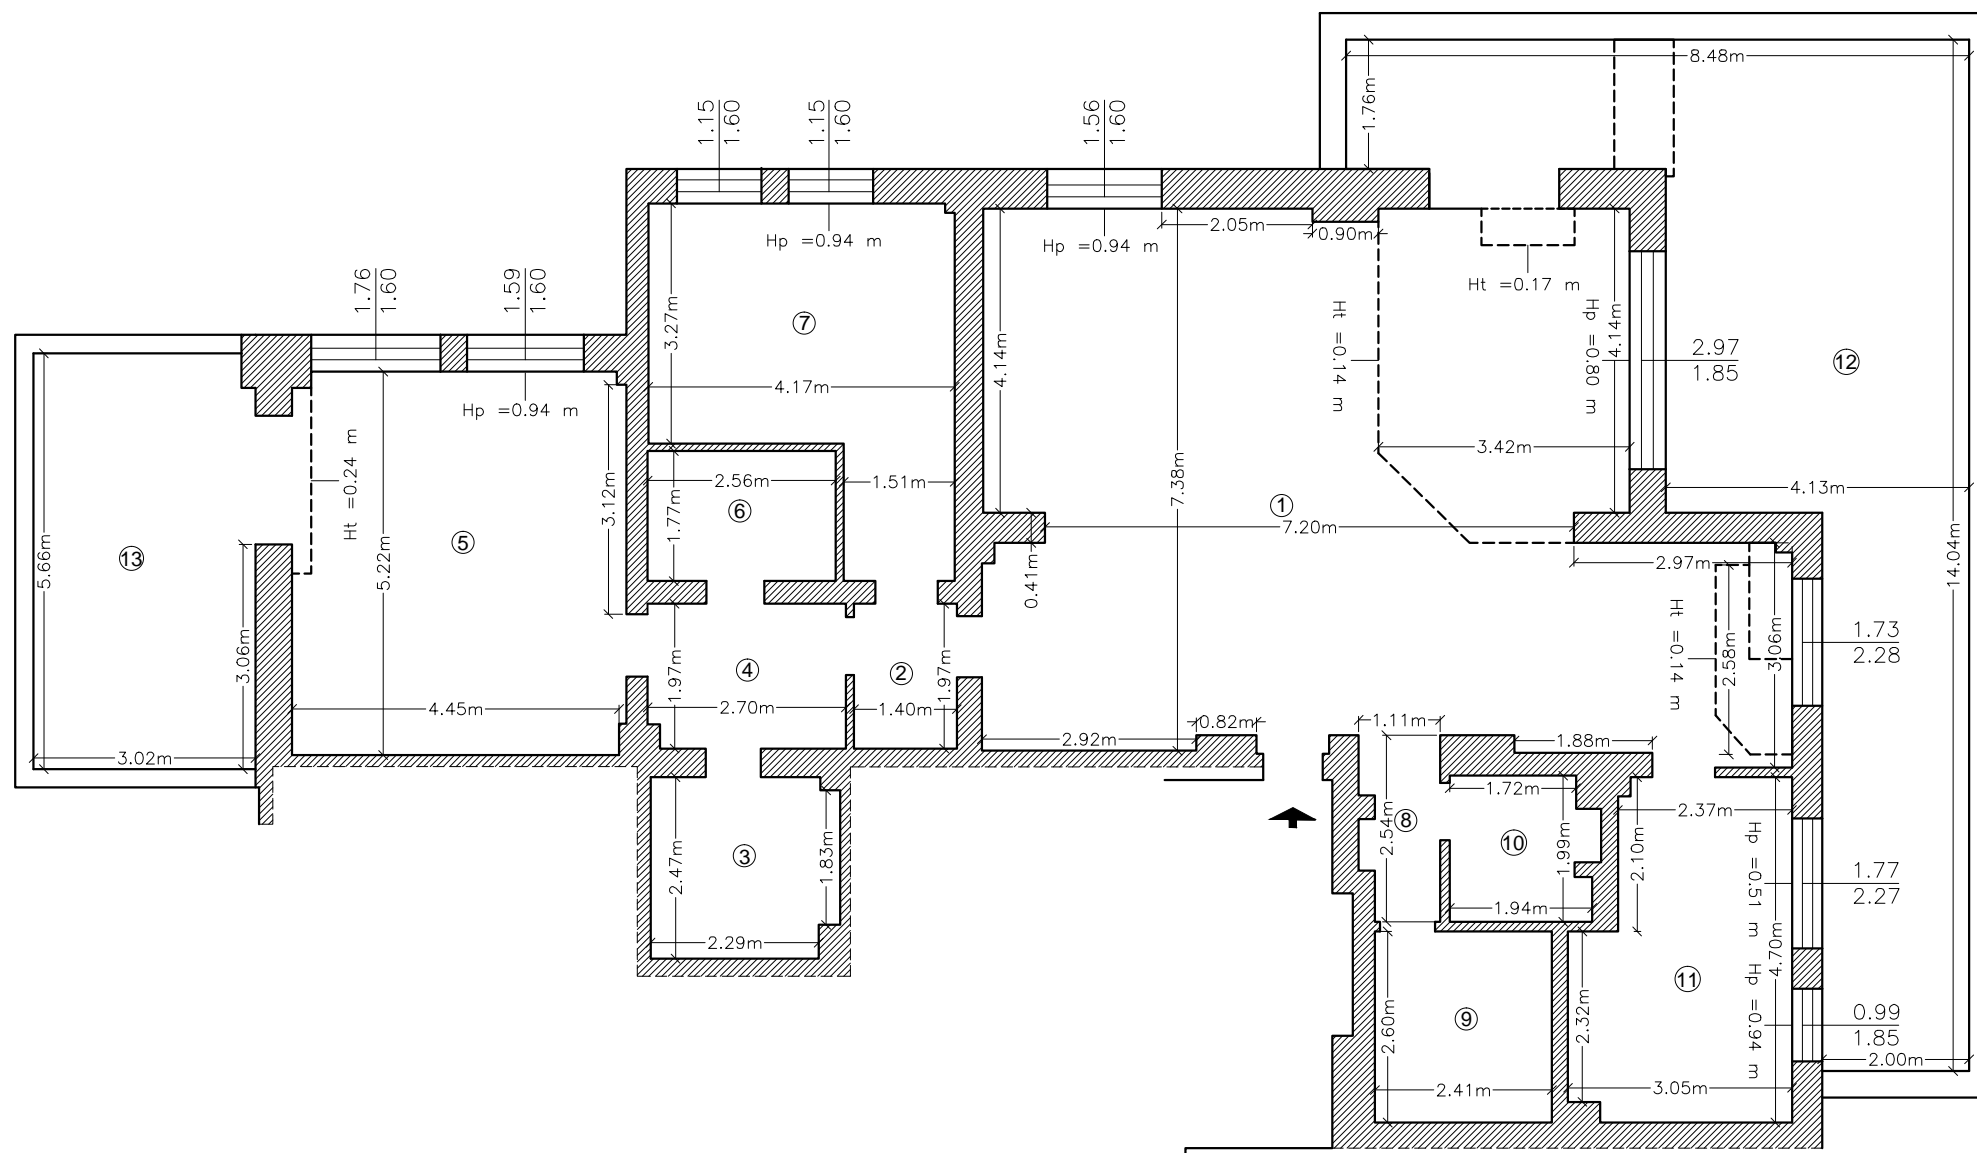 8.48m
1.76m
1.15
1.60
1.15
1.60
1.56
1.60
Hp =0.94 m
Hp =0.94 m
2.05m
0.90m
Ht =0.17 m
1.76
1.60
1.59
1.60
3.27m
7
4.17m
4.14m
Ht =0.14 m
Hp =0.80 m
4.14m
2.97
1.85
12
Hp =0.94 m
Ht =0.24 m
3.12m
2.56m
1.51m
6
1.77m
7.38m
3.42m
4.13m
1
7.20m
13
5.66m
5.22m
5
0.41m
2.97m
14.04m
3.06m
1.97m
4
2
1.97m
Ht =0.14 m
2.58m
3.06m
1.73
2.28
4.45m
2.70m
1.40m
2.92m
0.82m
1.11m
1.88m
3.02m
1.72m
2.37m
2.54m
8
10
1.99m
2.10m
Hp =0.51 m
1.77
2.27
3
2.47m
1.83m
1.94m
2.29m
4.70m
11
Hp =0.94 m
9
2.60m
2.32m
0.99
1.85
2.00m
2.41m
3.05m